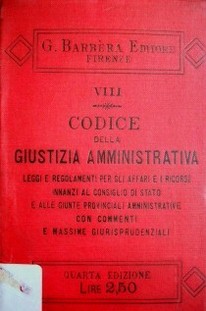 G. BARBÈRA EDITORE
FIRENZE
VIII
CODICE
DELLA
GIUSTIZIA AMMINISTRATIVA
LEGGI E REGOLAMENTI PER GLI AFFARI E I RICORSI
INNANZI AL CONSIGLIO DI STATO
E ALLE GIUNTE PROVINCIALI AMMINISTRATIVE
CON COMMENTI
E MASSIME GIURISPRUDENZIALI
QUARTA EDIZIONE
LIRE 2,50